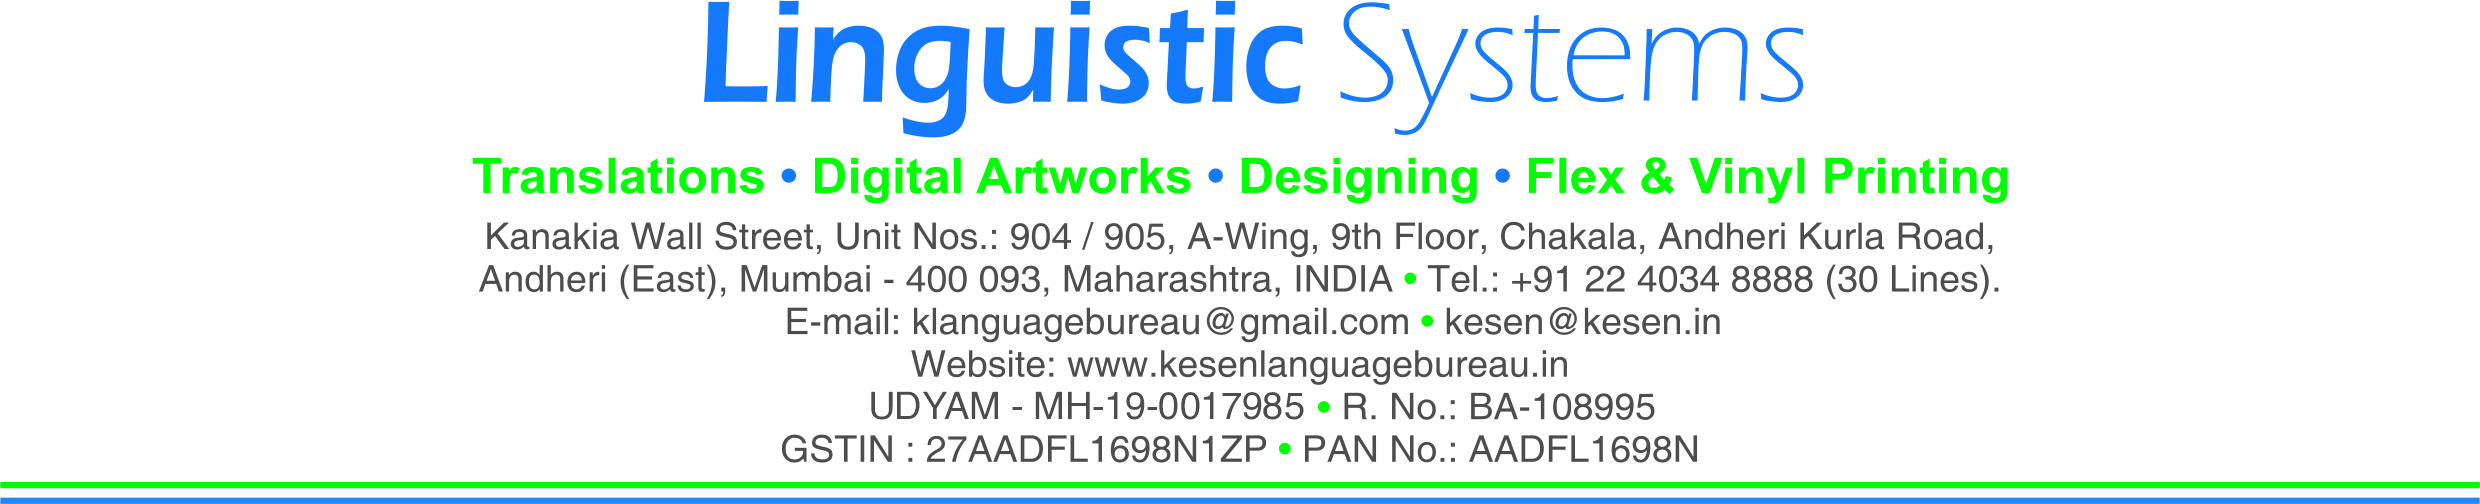 Linguistic Systems
Translations • Digital Artworks • Designing • Flex & Vinyl Printing
Kanakia Wall Street, Unit Nos.: 904 / 905, A-Wing, 9th Floor, Chakala, Andheri Kurla Road,
Andheri (East), Mumbai - 400 093, Maharashtra, INDIA • Tel.: +91 22 4034 8888 (30 Lines).
E-mail: klanguagebureau@gmail.com • kesen@kesen.in
Website: www.kesenlanguagebureau.in
UDYAM - MH-19-0017985 • R. No.: BA-108995
GSTIN : 27AADFL1698N1ZP • PAN No.: AADFL1698N